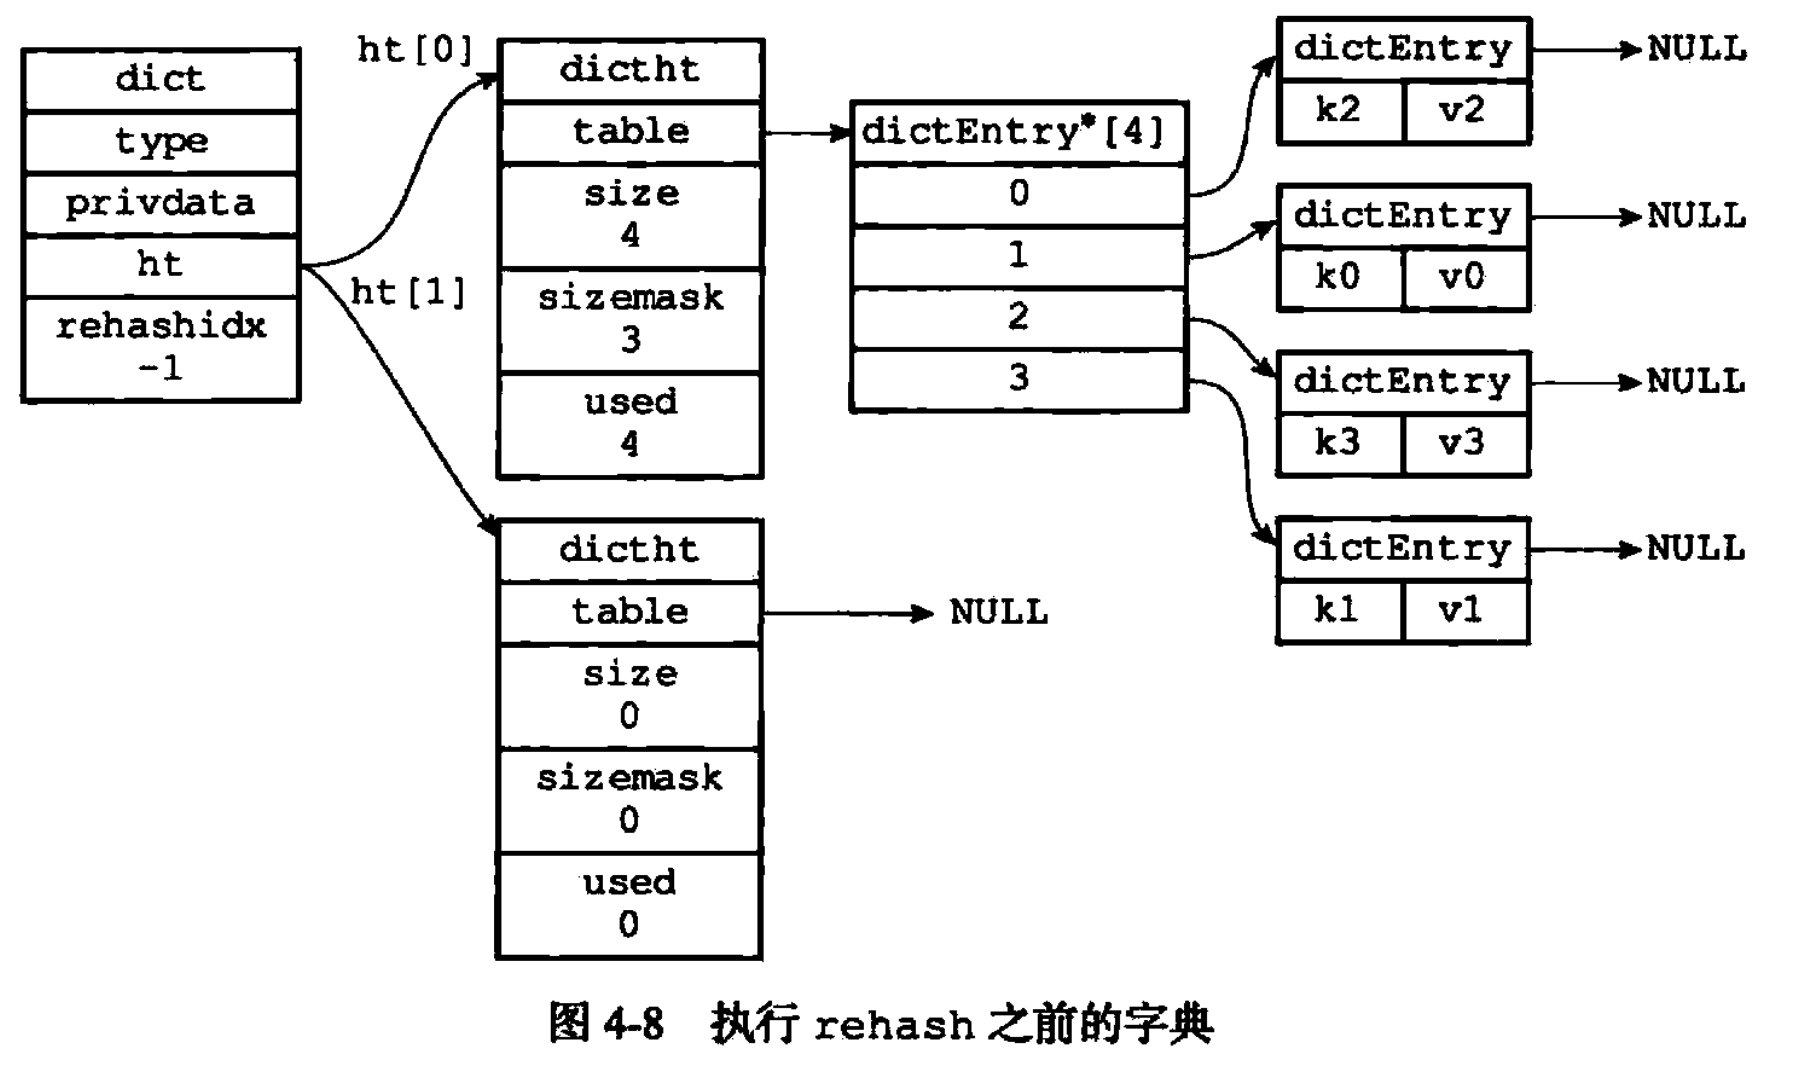 dict
type
privdata
ht
rehashidx
-1
ht[0]
ht[1]
dictht
table
size
4
sizemask
3
used
4
dictEntry*[4]
0
1
2
3
dictEntry
k2 v2
NULL
dictEntry
k0 v0
NULL
dictEntry
k3 v3
NULL
dictEntry
k1 v1
NULL
dictht
table
NULL
size
0
sizemask
0
used
0
图 4-8 执行 rehash 之前的字典